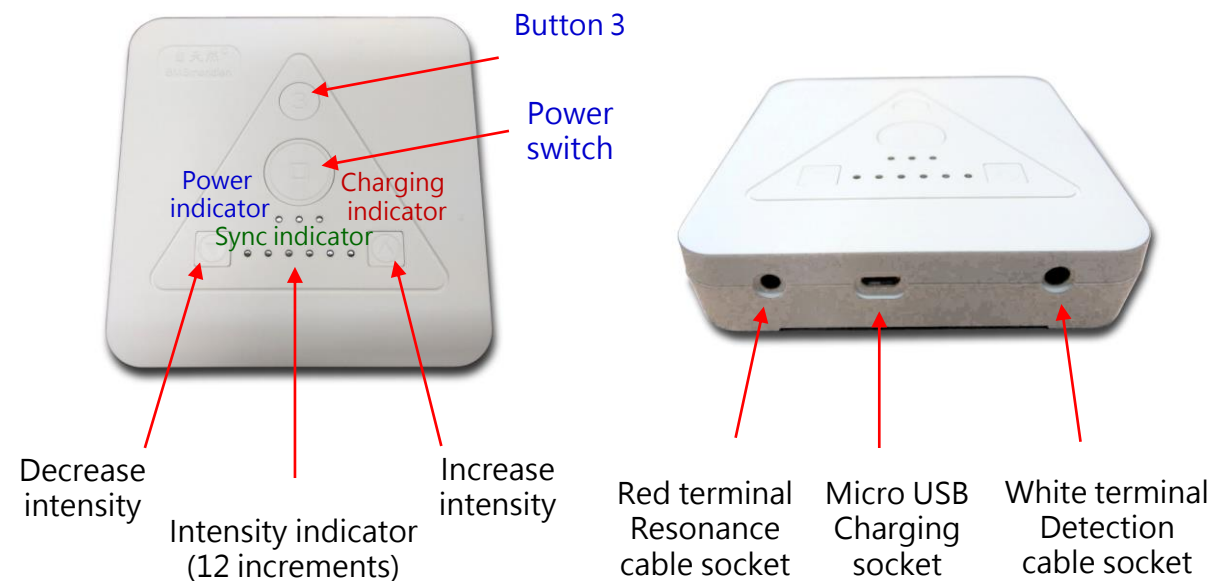 Button 3
Power
switch
3
Power
indicator
Charging
indicator
Sync indicator
Decrease
intensity
Intensity indicator
(12 increments)
Increase
intensity
Red terminal
Resonance
cable socket
Micro USB
Charging
socket
White terminal
Detection
cable socket